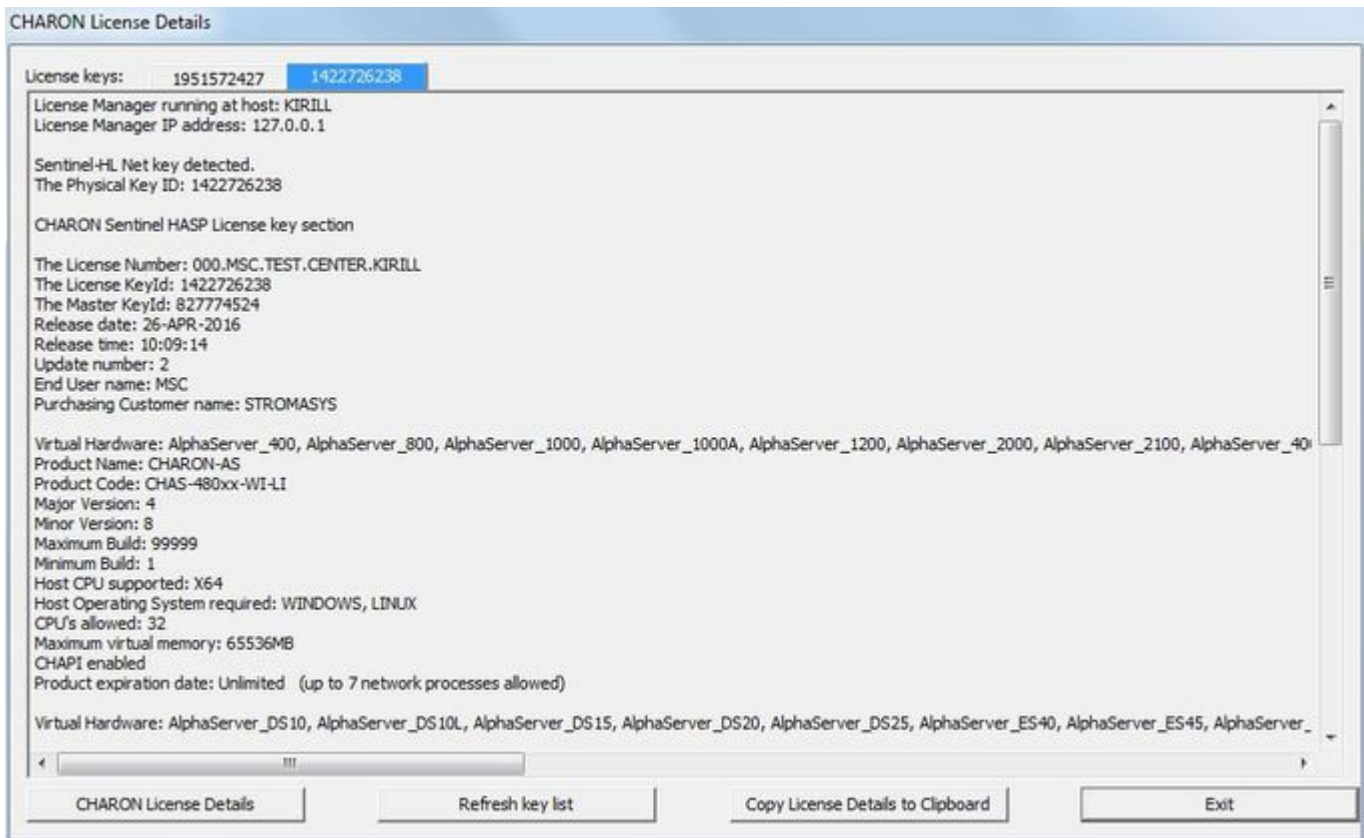 CHARON License Details
License keys: 1951572427 1422726238
License Manager running at host: KIRILL
License Manager IP address: 127.0.0.1
Sentinel-HL Net key detected.
The Physical Key ID: 1422726238
CHARON Sentinel HASP License key section
The License Number: 000.MSC.TEST.CENTER.KIRILL
The License KeyId: 1422726238
The Master KeyId: 827774524
Release date: 26-APR-2016
Release time: 10:09:14
Update number: 2
End User name: MSC
Purchasing Customer name: STROMASYS
Virtual Hardware: AlphaServer_400, AlphaServer_800, AlphaServer_1000, AlphaServer_1000A, AlphaServer_1200, AlphaServer_2000, AlphaServer_2100, AlphaServer_40
Product Name: CHARON-AS
Product Code: CHAS-480xx-WI-LI
Major Version: 4
Minor Version: 8
Maximum Build: 99999
Minimum Build: 1
Host CPU supported: X64
Host Operating System required: WINDOWS, LINUX
CPU's allowed: 32
Maximum virtual memory: 65536MB
CHAPI enabled
Product expiration date: Unlimited (up to 7 network processes allowed)
Virtual Hardware: AlphaServer_DS10, AlphaServer_DS10L, AlphaServer_DS15, AlphaServer_DS20, AlphaServer_DS25, AlphaServer_ES40, AlphaServer_ES45, AlphaServer_
CHARON License Details Refresh key list Copy License Details to Clipboard Exit